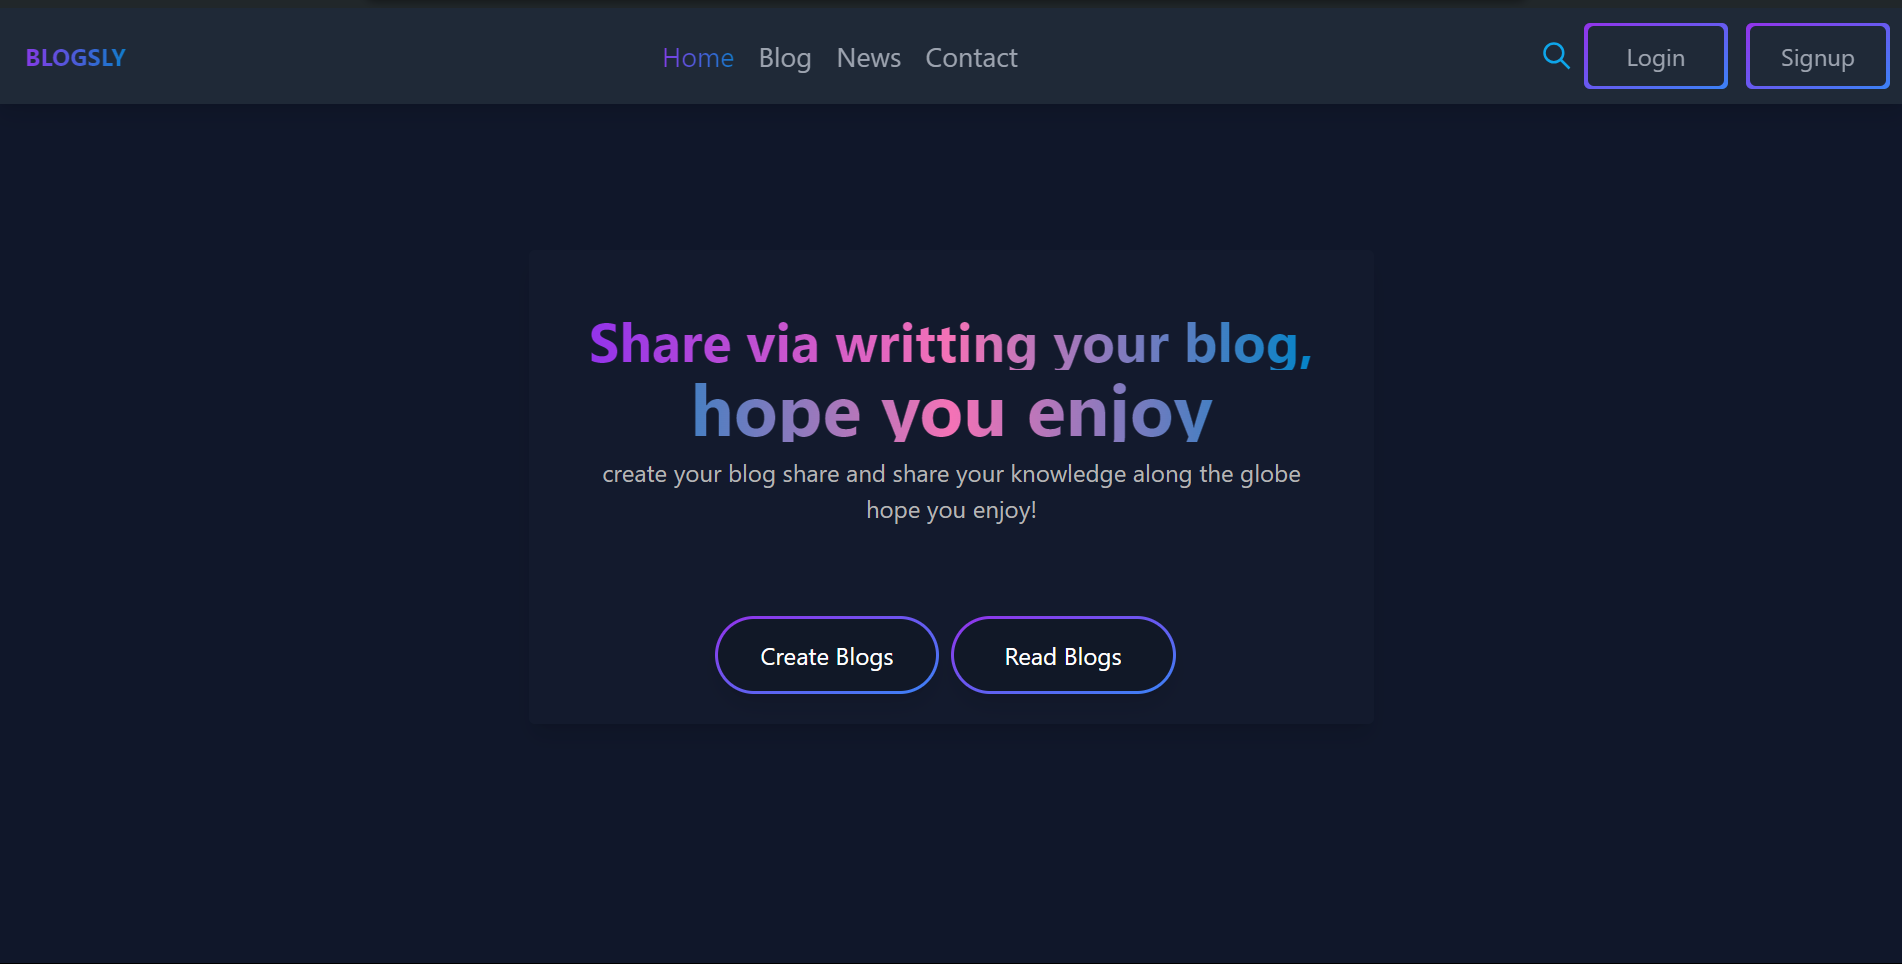 BLOGSLY
Home Blog News Contact
Login
Signup
Share via writting your blog,
hope you enjoy
create your blog share and share your knowledge along the globe
hope you enjoy!
Create Blogs
Read Blogs